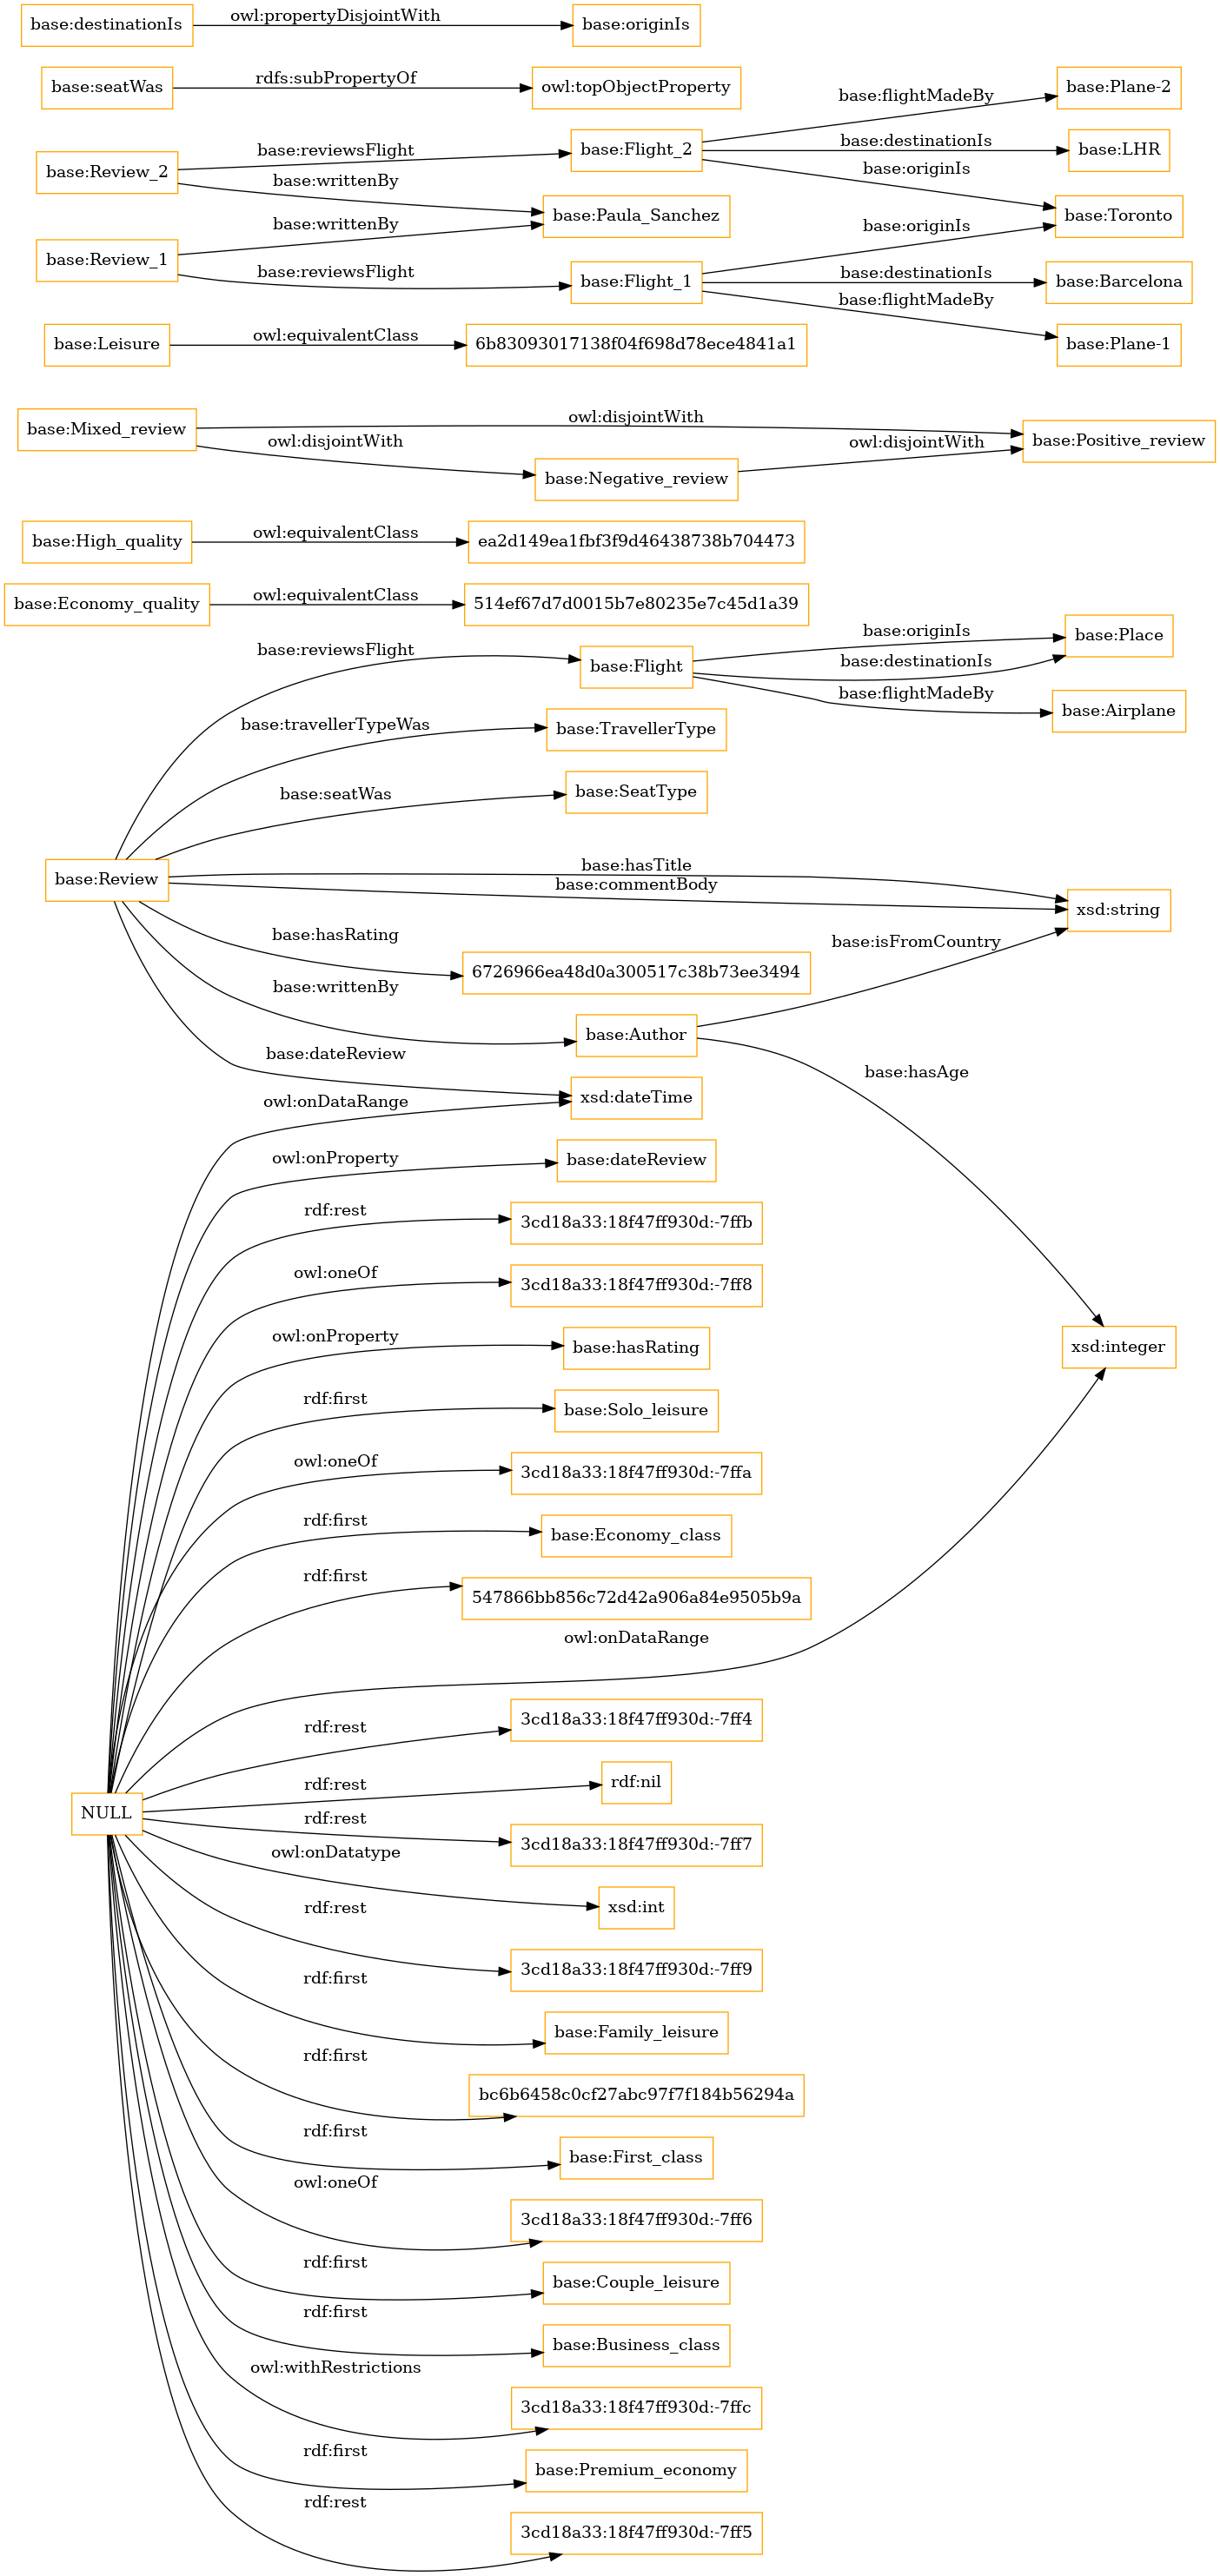 base:destinationIs owl:propertyDisjointWith base:originIs
base:seatWas rdfs:subPropertyOf owl:topObjectProperty
base:flightMadeBy base:Plane-2
base:Review_2 base:reviewsFlight base:Flight_2 base:destinationIs base:LHR
base:writtenBy base:originIs
base:Paula_Sanchez base:Toronto
base:writtenBy base:originIs
base:Review_1 base:reviewsFlight base:Flight_1 base:destinationIs base:Barcelona
base:flightMadeBy
base:Leisure owl:equivalentClass 6b83093017138f04f698d78ece4841a1 base:Plane-1
base:Mixed_review owl:disjointWith base:Positive_review
owl:disjointWith owl:disjointWith
base:Negative_review
base:High_quality owl:equivalentClass ea2d149ea1fbf3f9d46438738b704473
base:Economy_quality owl:equivalentClass 514ef67d7d0015b7e80235e7c45d1a39
base:reviewsFlight base:Flight base:originIs base:Place
base:destinationIs
base:flightMadeBy base:Airplane
base:travellerTypeWas base:TravellerType
base:seatWas base:SeatType
base:Review base:hasTitle
base:commentBody xsd:string
base:hasRating 6726966ea48d0a300517c38b73ee3494 base:isFromCountry
base:writtenBy base:Author
base:dateReview base:hasAge
owl:onDataRange xsd:dateTime
owl:onProperty base:dateReview
rdf:rest 3cd18a33:18f47ff930d:-7ffb
owl:oneOf 3cd18a33:18f47ff930d:-7ff8
owl:onProperty base:hasRating xsd:integer
rdf:first base:Solo_leisure
owl:oneOf 3cd18a33:18f47ff930d:-7ffa
rdf:first base:Economy_class
rdf:first 547866bb856c72d42a906a84e9505b9a
owl:onDataRange
rdf:rest 3cd18a33:18f47ff930d:-7ff4
NULL rdf:rest rdf:nil
rdf:rest 3cd18a33:18f47ff930d:-7ff7
owl:onDatatype xsd:int
rdf:rest 3cd18a33:18f47ff930d:-7ff9
rdf:first base:Family_leisure
rdf:first bc6b6458c0cf27abc97f7f184b56294a
rdf:first base:First_class
owl:oneOf 3cd18a33:18f47ff930d:-7ff6
rdf:first base:Couple_leisure
rdf:first base:Business_class
owl:withRestrictions 3cd18a33:18f47ff930d:-7ffc
rdf:first base:Premium_economy
rdf:rest 3cd18a33:18f47ff930d:-7ff5